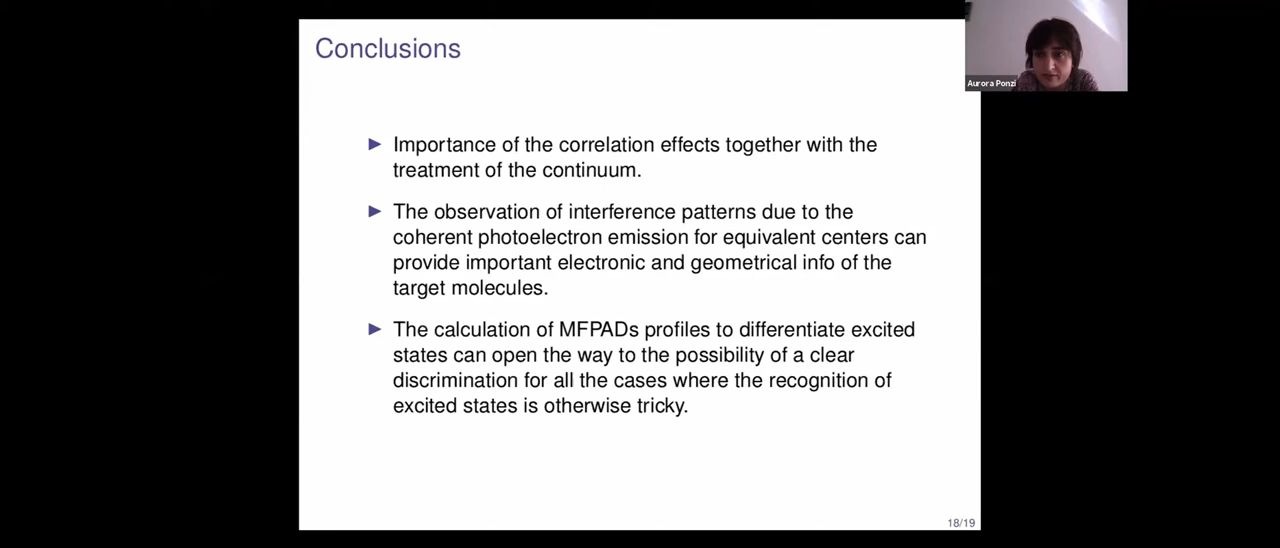 Conclusions
Aurora Ponzi
Importance of the correlation effects together with the
treatment of the continuum.
The observation of interference patterns due to the
coherent photoelectron emission for equivalent centers can
provide important electronic and geometrical info of the
target molecules.
The calculation of MFPADs profiles to differentiate excited
states can open the way to the possibility of a clear
discrimination for all the cases where the recognition of
excited states is otherwise tricky.
18/19